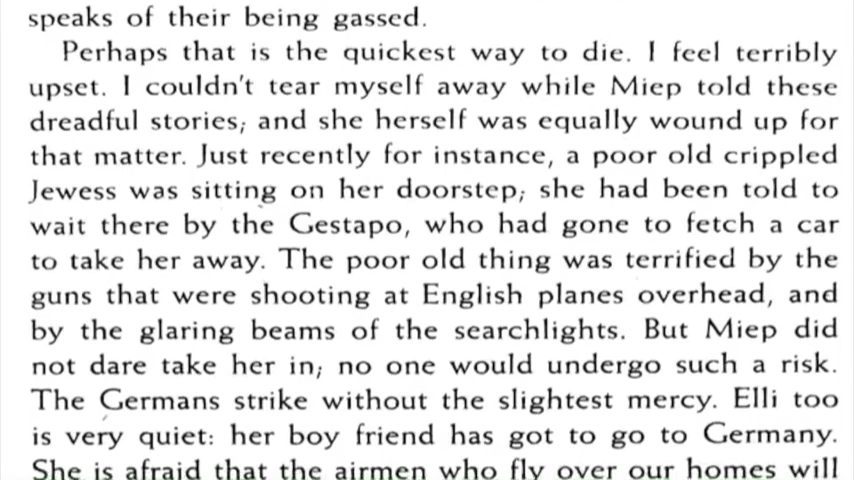 speaks of their being gassed.
Perhaps that is the quickest way to die. I feel terribly
upset. I couldn't tear myself away while Miep told these
dreadful stories; and she herself was equally wound up for
that matter. Just recently for instance, a poor old crippled
Jewess was sitting on her doorstep; she had been told to
wait there by the Gestapo, who had gone to fetch a car
to take her away. The poor old thing was terrified by the
guns that were shooting at English planes overhead, and
by the glaring beams of the searchlights. But Miep did
not dare take her in; no one would undergo such a risk.
The Germans strike without the slightest mercy. Elli too
is very quiet: her boy friend has got to go to Germany.
She is afraid that the airmen who fly over our homes will